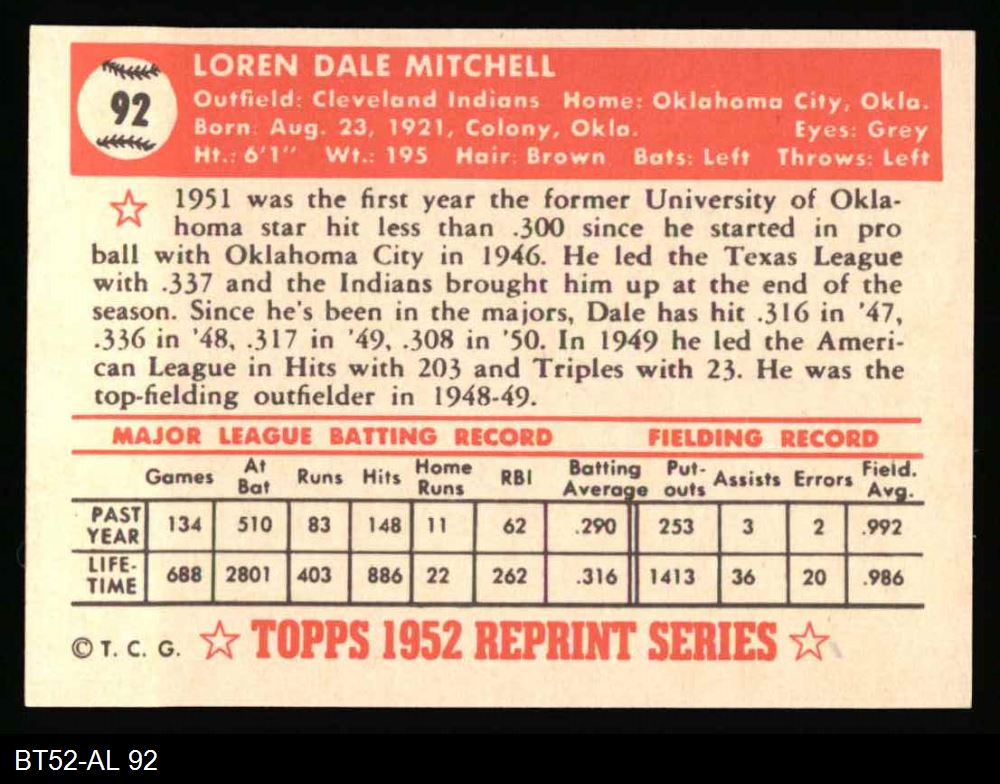 92
LOREN DALE MITCHELL
Outfield: Cleveland Indians Home: Oklahoma City, Okla.
Born: Aug. 23, 1921, Colony, Okla. Eyes: Grey
Ht.: 6'1" Wt.: 195 Hair: Brown Bats: Left Throws: Left
1951 was the first year the former University of Okla-
homa star hit less than .300 since he started in pro
ball with Oklahoma City in 1946. He led the Texas League
with .337 and the Indians brought him up at the end of the
season. Since he's been in the majors, Dale has hit .316 in '47,
.336 in '48, .317 in '49, .308 in '50. In 1949 he led the Ameri-
can League in Hits with 203 and Triples with 23. He was the
top-fielding outfielder in 1948-49.
MAJOR LEAGUE BATTING RECORD FIELDING RECORD
Games At Bat Runs Hits Home Runs RBI Batting Average Put-outs Assists Errors Field. Avg.
PAST YEAR 134 510 83 148 11 62 .290 253 3 2 .992
LIFE-TIME 688 2801 403 886 22 262 .316 1413 36 20 .986
© T. C. G. TOPPS 1952 REPRINT SERIES
BT52-AL 92